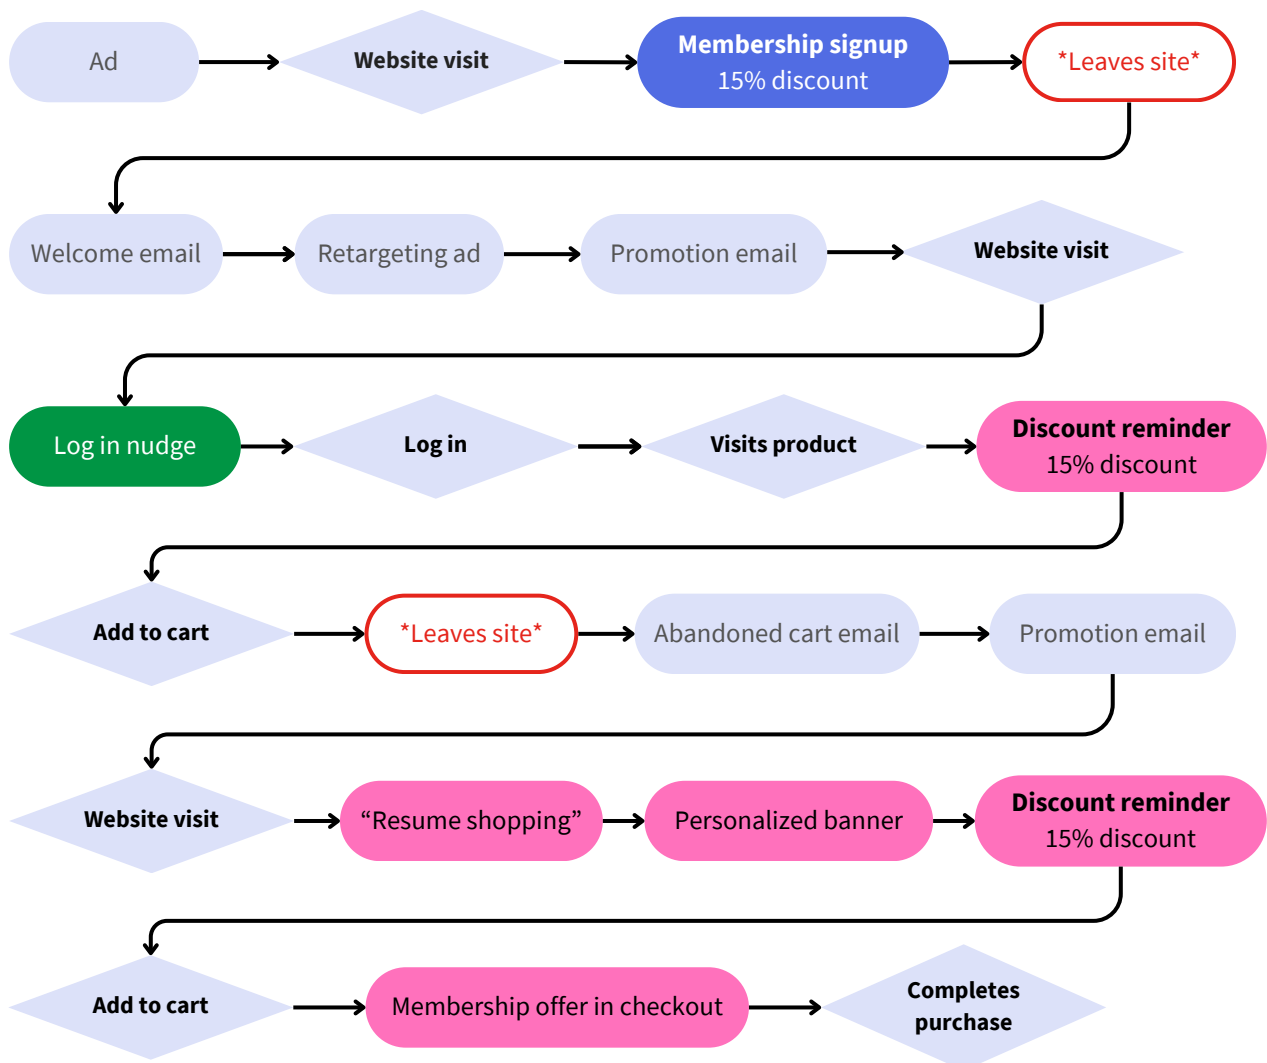 Ad
Website visit
Membership signup
15% discount
*Leaves site*
Welcome email
Retargeting ad
Promotion email
Website visit
Log in nudge
Log in
Visits product
Discount reminder
15% discount
Add to cart
*Leaves site*
Abandoned cart email
Promotion email
Website visit
“Resume shopping”
Personalized banner
Discount reminder
15% discount
Add to cart
Membership offer in checkout
Completes
purchase